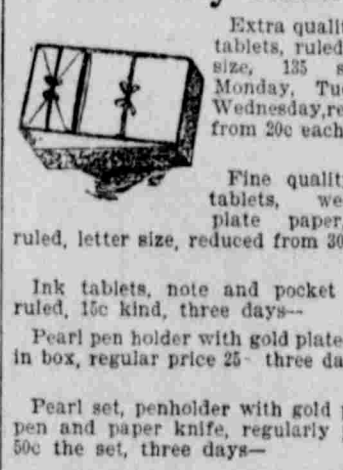 Extra qualit
tablets, ruled
size, 135 s
Monday, Tue
Wednesday,re
from 20c each
Fine qualit
tablets, we
plate paper,
ruled, letter size, reduced from 30
Ink tablets, note and pocket
ruled, 15c kind, three days--
Pearl pen holder with gold plate
in box, regular price 25- three da
Pearl set, penholder with gold p
pen and paper knife, regularly
50c the set, three days—